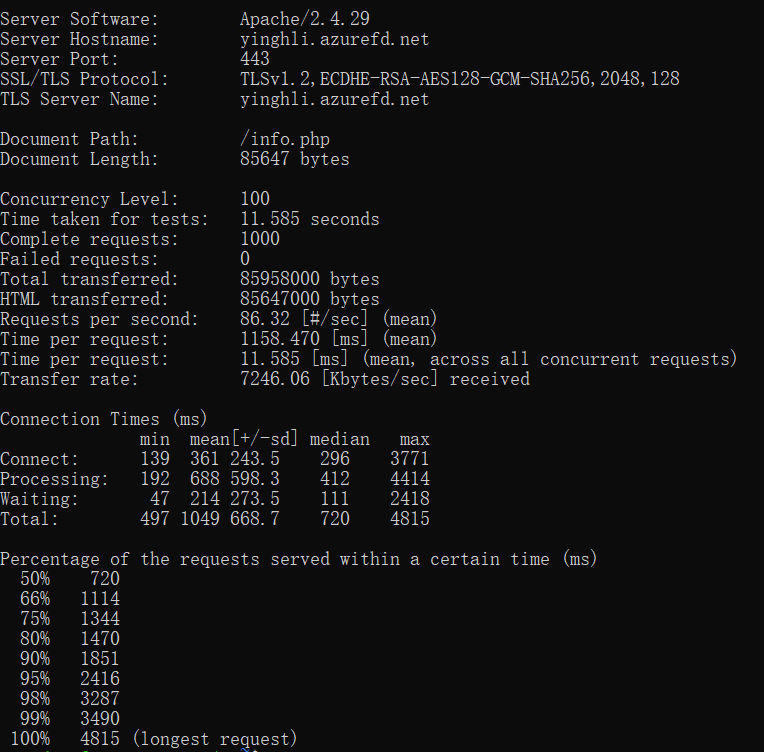 Server Software:        Apache/2.4.29
Server Hostname:        yinghli.azurefd.net
Server Port:            443
SSL/TLS Protocol:       TLSv1.2,ECDHE-RSA-AES128-GCM-SHA256,2048,128
TLS Server Name:        yinghli.azurefd.net

Document Path:          /info.php
Document Length:        85647 bytes

Concurrency Level:      100
Time taken for tests:   11.585 seconds
Complete requests:      1000
Failed requests:        0
Total transferred:      85958000 bytes
HTML transferred:       85647000 bytes
Requests per second:    86.32 [#/sec] (mean)
Time per request:       1158.470 [ms] (mean)
Time per request:       11.585 [ms] (mean, across all concurrent requests)
Transfer rate:          7246.06 [Kbytes/sec] received

Connection Times (ms)
              min  mean[+/-sd] median   max
Connect:      139  361 243.5    296    3771
Processing:   192  688 598.3    412    4414
Waiting:       47  214 273.5    111    2418
Total:        497 1049 668.7    720    4815

Percentage of the requests served within a certain time (ms)
  50%    720
  66%   1114
  75%   1344
  80%   1470
  90%   1851
  95%   2416
  98%   3287
  99%   3490
 100%   4815 (longest request)